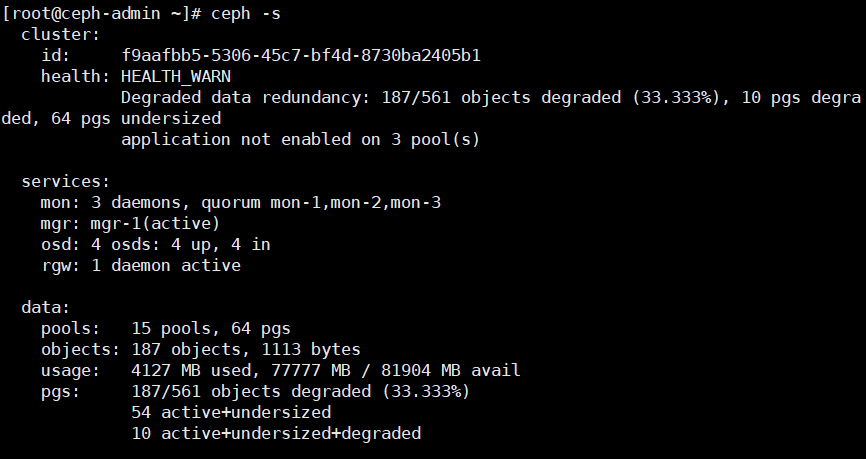 [root@ceph-admin ~]# ceph -s
  cluster:
    id:     f9aafbb5-5306-45c7-bf4d-8730ba2405b1
    health: HEALTH_WARN
            Degraded data redundancy: 187/561 objects degraded (33.333%), 10 pgs degra
ded, 64 pgs undersized
            application not enabled on 3 pool(s)

  services:
    mon: 3 daemons, quorum mon-1,mon-2,mon-3
    mgr: mgr-1(active)
    osd: 4 osds: 4 up, 4 in
    rgw: 1 daemon active

  data:
    pools:   15 pools, 64 pgs
    objects: 187 objects, 1113 bytes
    usage:   4127 MB used, 77777 MB / 81904 MB avail
    pgs:     187/561 objects degraded (33.333%)
             54 active+undersized
             10 active+undersized+degraded